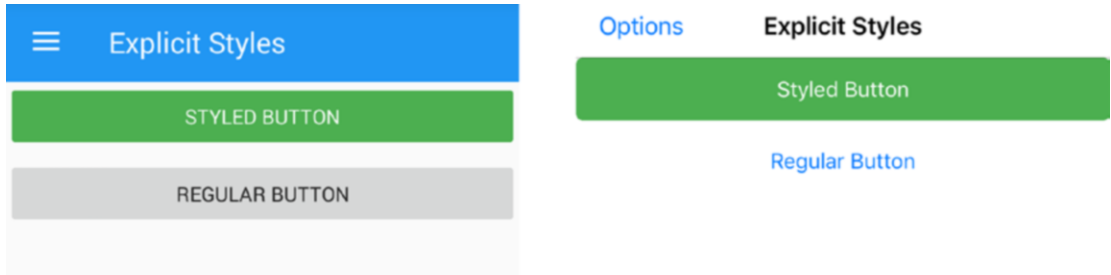 Explicit Styles
STYLED BUTTON
REGULAR BUTTON
Options Explicit Styles
Styled Button
Regular Button